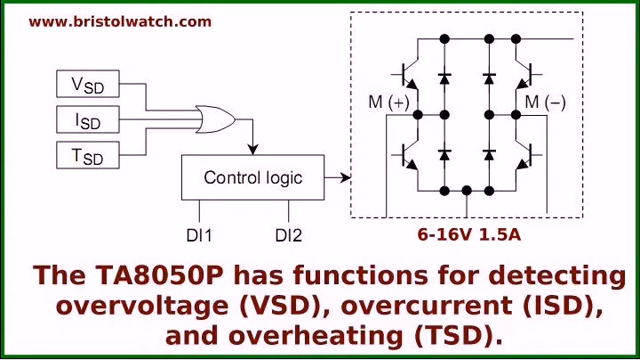 www.bristolwatch.com
VSD
ISD
TSD
Control logic
DI1 DI2
M (+) M (−)
6-16V 1.5A
The TA8050P has functions for detecting
overvoltage (VSD), overcurrent (ISD),
and overheating (TSD).